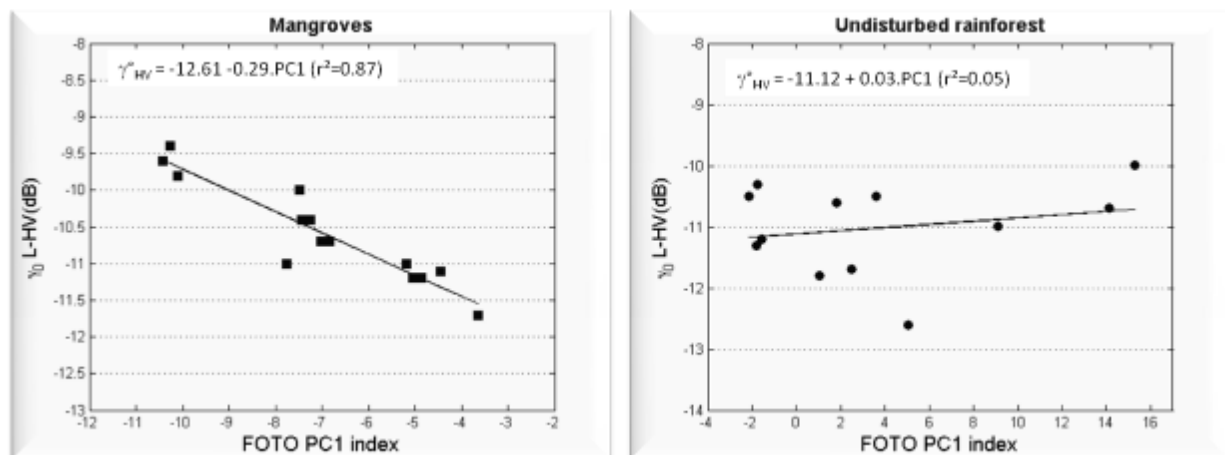 Mangroves
γ°HV = -12.61 -0.29.PC1 (r²=0.87)
-8
-8.5
-9
-9.5
-10
-10.5
-11
-11.5
-12
-12.5
-13
γ0 L-HV(dB)
-12 -11 -10 -9 -8 -7 -6 -5 -4 -3 -2
FOTO PC1 index
Undisturbed rainforest
γ°HV = -11.12 + 0.03.PC1 (r²=0.05)
-8
-9
-10
-11
-12
-13
-14
γ0 L-HV(dB)
-4 -2 0 2 4 6 8 10 12 14 16
FOTO PC1 index